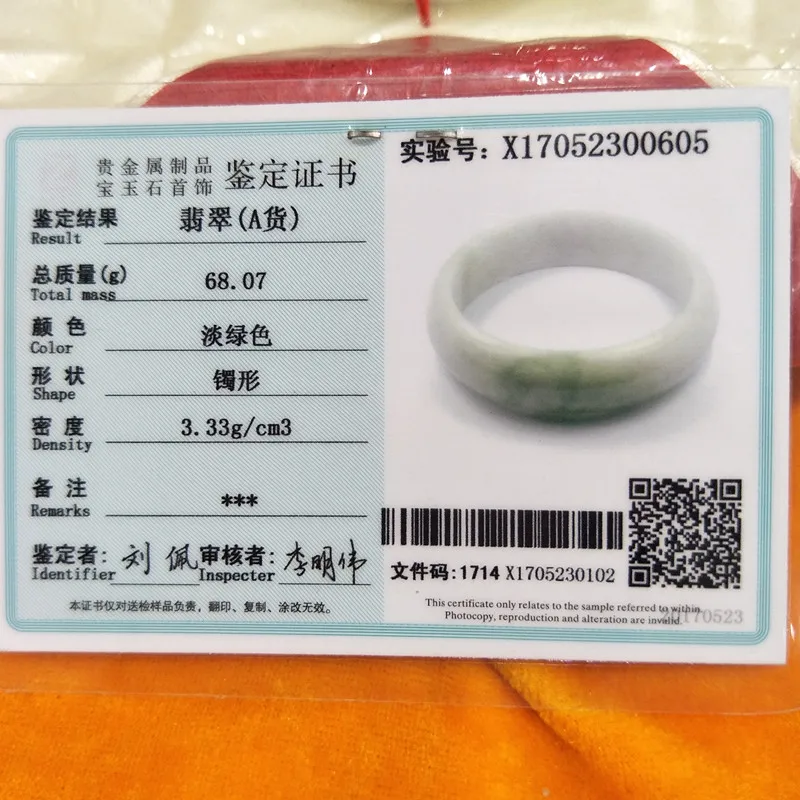 贵金属制品
宝玉石首饰 鉴定证书
鉴定结果 翡翠(A货)
Result
总质量(g) 68.07
Total mass
颜 色 淡绿色
Color
形 状 镯形
Shape
密 度 3.33g/cm3
Density
备 注 ***
Remarks
鉴定者: 刘佩 审核者: 李明伟
Identifier Inspecter
本证书仅对送检样品负责，翻印、复制、涂改无效。
实验号: X17052300605
文件码:1714 X1705230102
This certificate only relates to the sample referred to within.
Photocopy, reproduction and alteration are invalid.
20170523